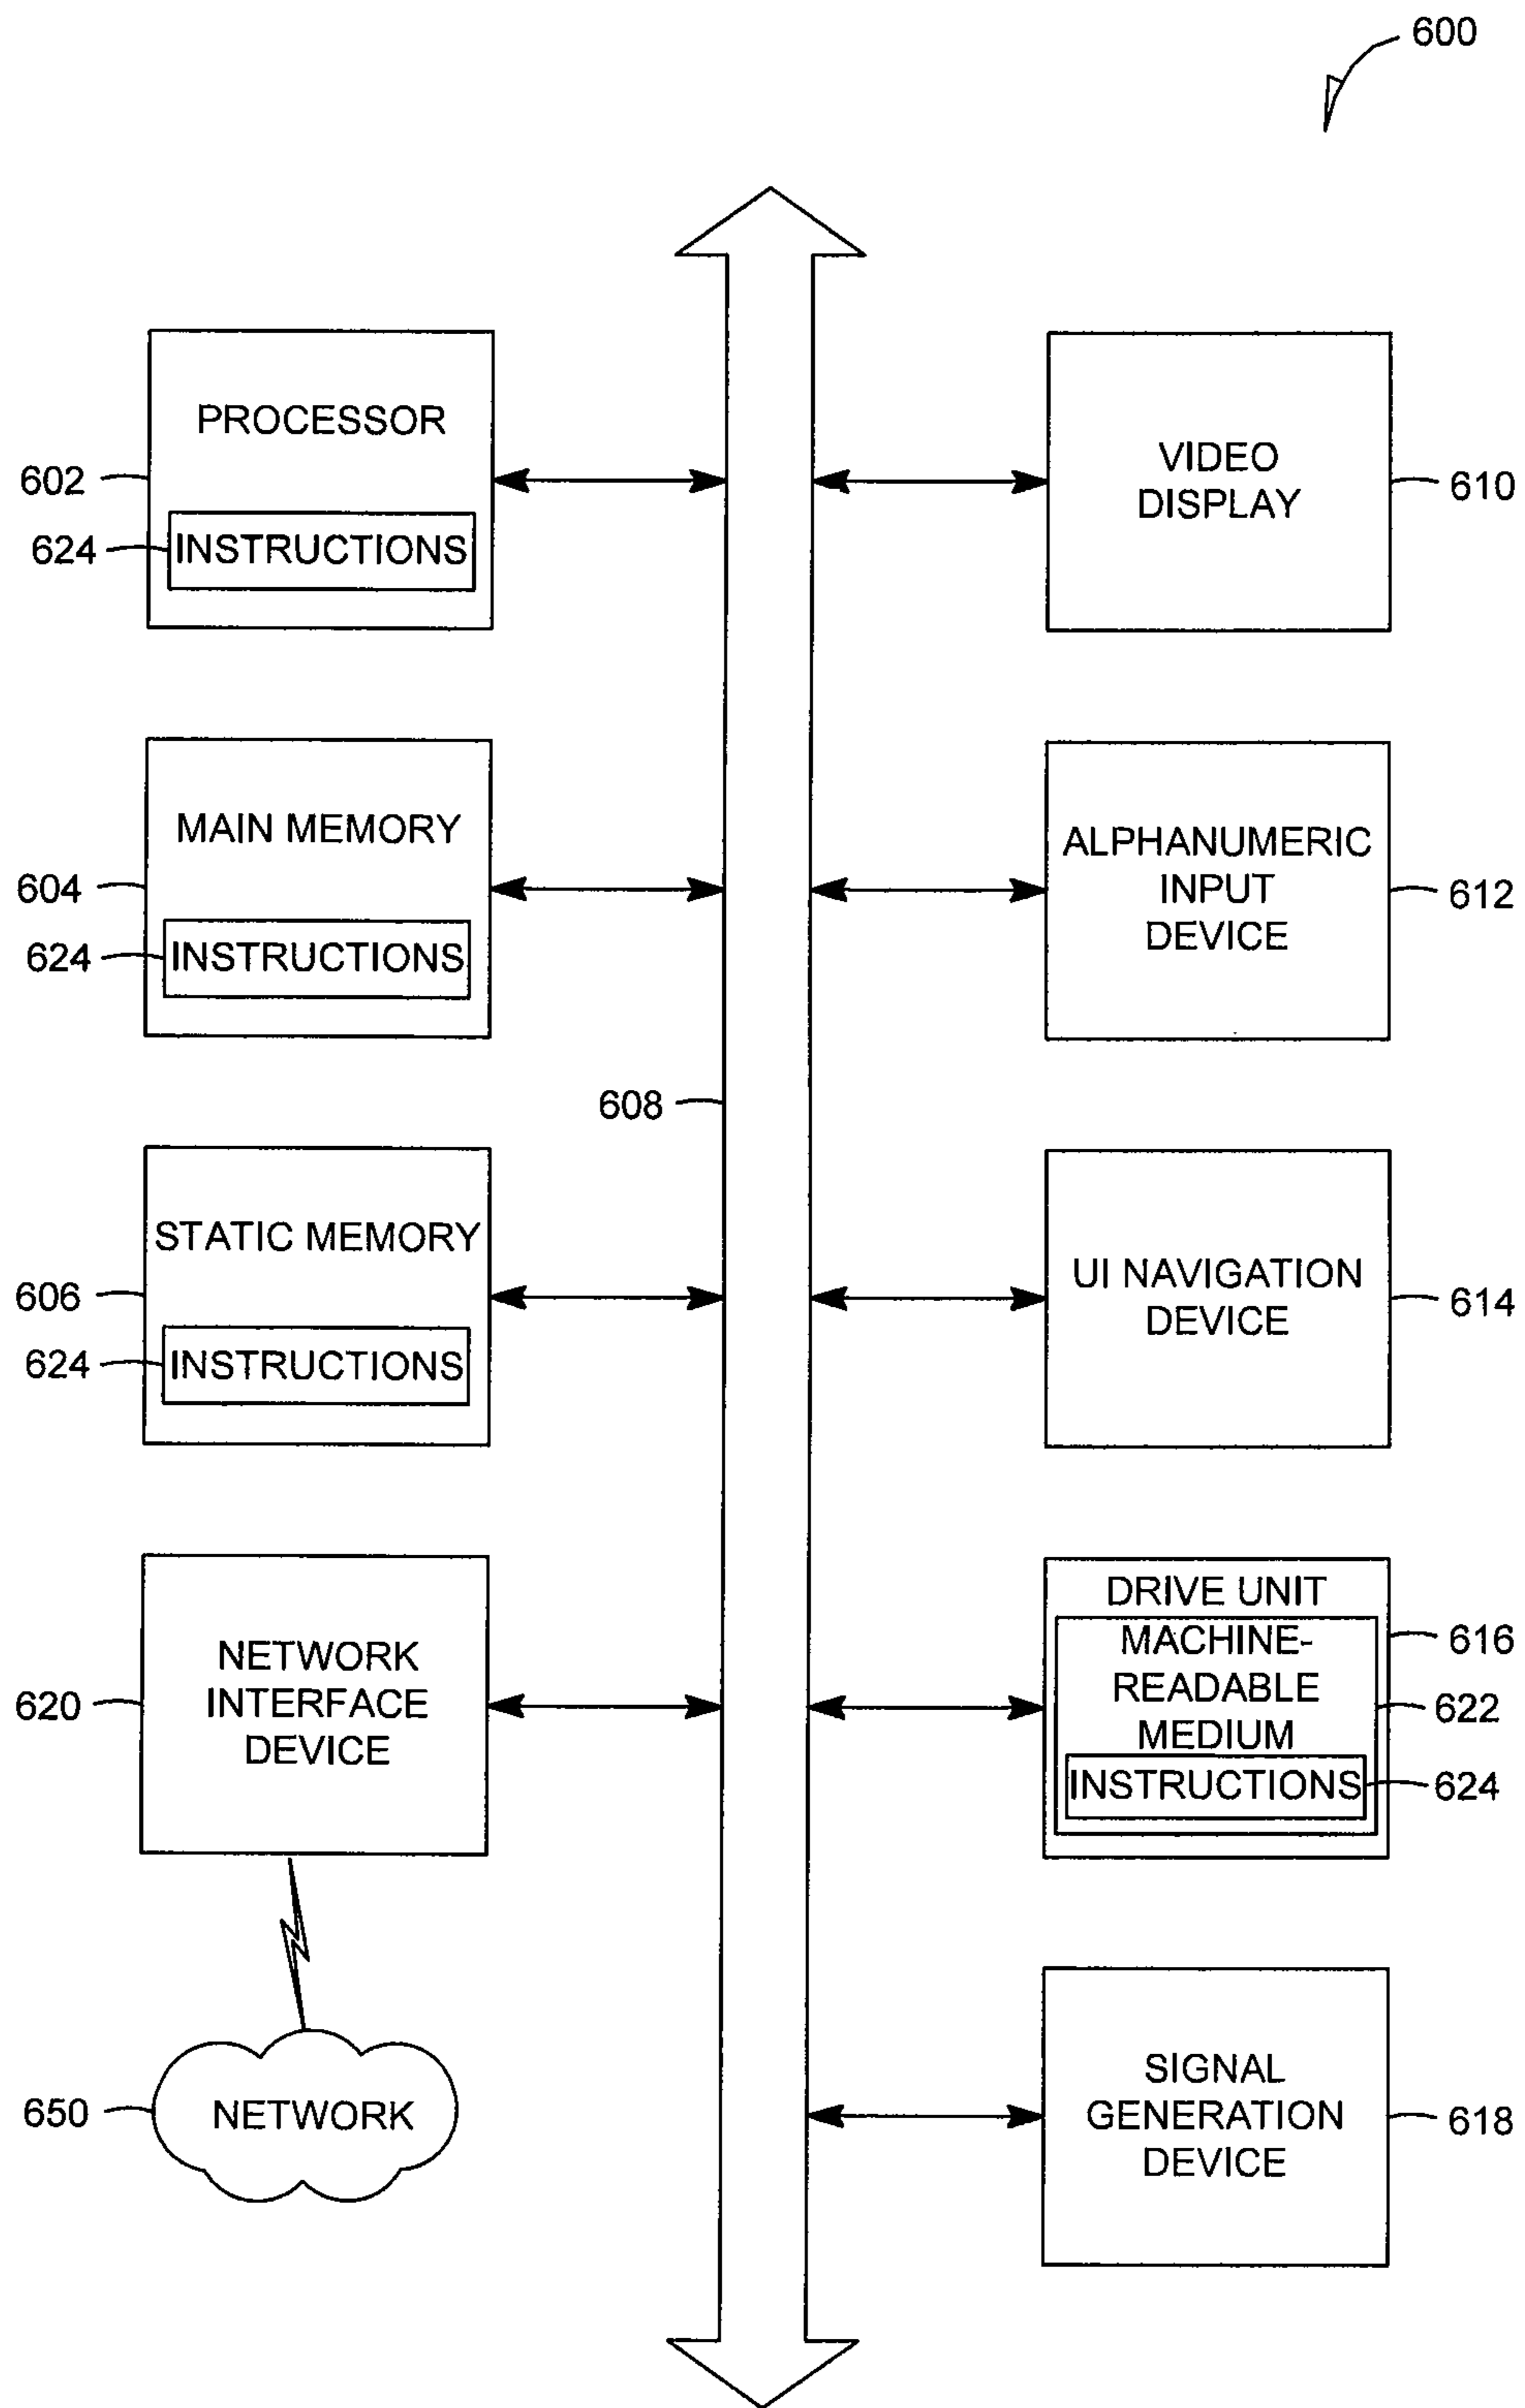 600
PROCESSOR
602
624
INSTRUCTIONS
VIDEO
DISPLAY
610
MAIN MEMORY
604
624
INSTRUCTIONS
ALPHANUMERIC
INPUT
DEVICE
612
608
STATIC MEMORY
606
624
INSTRUCTIONS
UI NAVIGATION
DEVICE
614
NETWORK
INTERFACE
DEVICE
620
DRIVE UNIT
616
MACHINE-
READABLE
MEDIUM
622
INSTRUCTIONS
624
NETWORK
650
SIGNAL
GENERATION
DEVICE
618